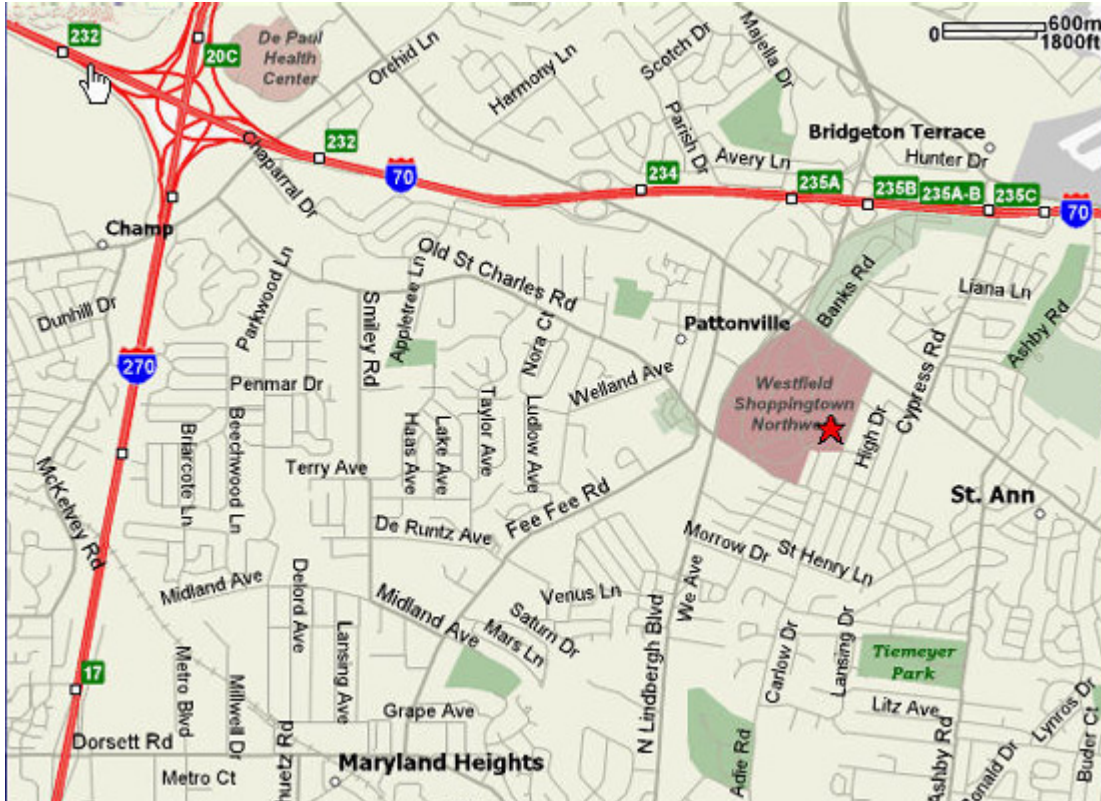 232
20C
De Paul
Health
Center
Orchid Ln
Harmony Ln
Scotch Dr
Majella Dr
600m
0
1800ft
Bridgeton Terrace
Hunter Dr
Chaparral Dr
232
70
Parish Dr
Avery Ln
234
235A
235B
235A-B
235C
70
Champ
Old St Charles Rd
Banks Rd
Liana Ln
Ashby Rd
Dunhill Dr
Parkwood Ln
Smiley Rd
Appletree Ln
Nora Ct
Pattonville
270
Penmar Dr
Welland Ave
Westfield
Shoppingtown
Cypress Rd
High Dr
Briarcote Ln
Beechwood Ln
Haas Ave
Lake Ave
Taylor Ave
Ludlow Ave
Terry Ave
McKelvey Rd
Fee Fee Rd
St. Ann
De Runtz Ave
Morrow Dr
St Henry Ln
Midland Ave
Delord Ave
Midland Ave
Venus Ln
We Ave
Saturn Dr
Mars Ln
Lansing Ave
N Lindbergh Blvd
Carlow Dr
Lansing Dr
Tiemeyer
Park
17
Metro Blvd
Millwell Dr
Grape Ave
Litz Ave
Lynros Dr
Buder Ct
Dorsett Rd
Metro Ct
Maryland Heights
Adie Rd
Ashby Rd